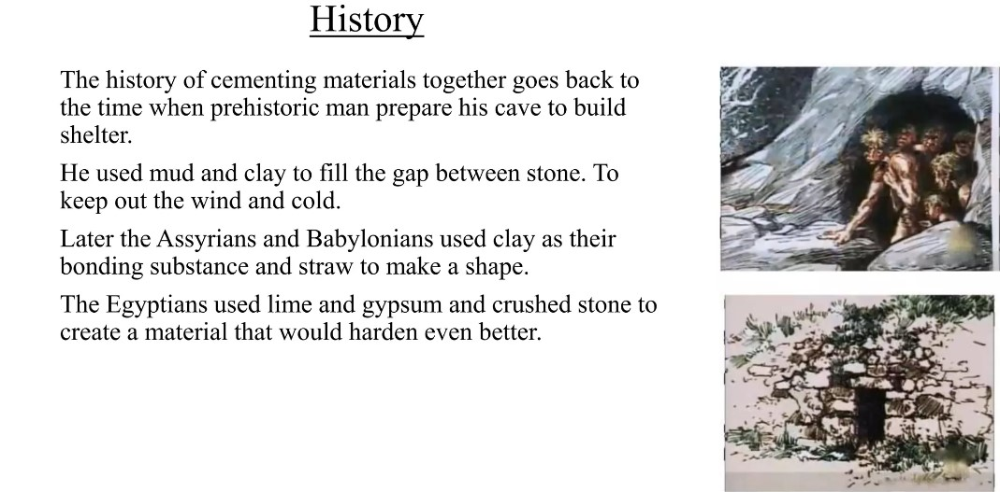 History
The history of cementing materials together goes back to
the time when prehistoric man prepare his cave to build
shelter.
He used mud and clay to fill the gap between stone. To
keep out the wind and cold.
Later the Assyrians and Babylonians used clay as their
bonding substance and straw to make a shape.
The Egyptians used lime and gypsum and crushed stone to
create a material that would harden even better.